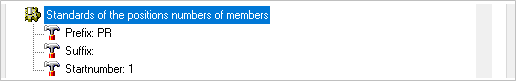 Standards of the positions numbers of members
Prefix: PR
Suffix:
Startnumber: 1